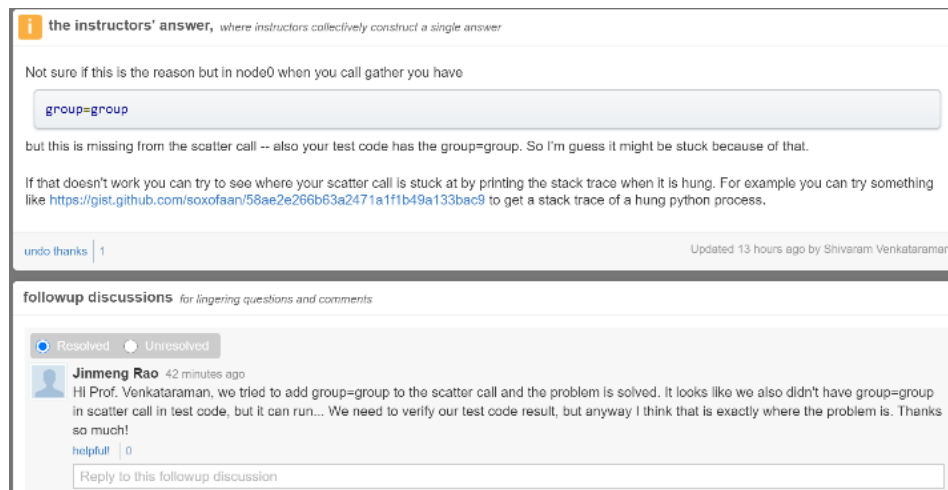 i the instructors' answer, where instructors collectively construct a single answer
Not sure if this is the reason but in node0 when you call gather you have
group=group
but this is missing from the scatter call -- also your test code has the group=group. So I'm guess it might be stuck because of that.
If that doesn't work you can try to see where your scatter call is stuck at by printing the stack trace when it is hung. For example you can try something
like https://gist.github.com/soxofaan/58ae2e266b63a2471a1f1b49a133bac9 to get a stack trace of a hung python process.
undo thanks 1
Updated 13 hours ago by Shivaram Venkataraman
followup discussions for lingering questions and comments
Resolved Unresolved
Jinmeng Rao 42 minutes ago
Hi Prof. Venkataraman, we tried to add group=group to the scatter call and the problem is solved. It looks like we also didn't have group=group
in scatter call in test code, but it can run... We need to verify our test code result, but anyway I think that is exactly where the problem is. Thanks
so much!
helpful! 0
Reply to this followup discussion